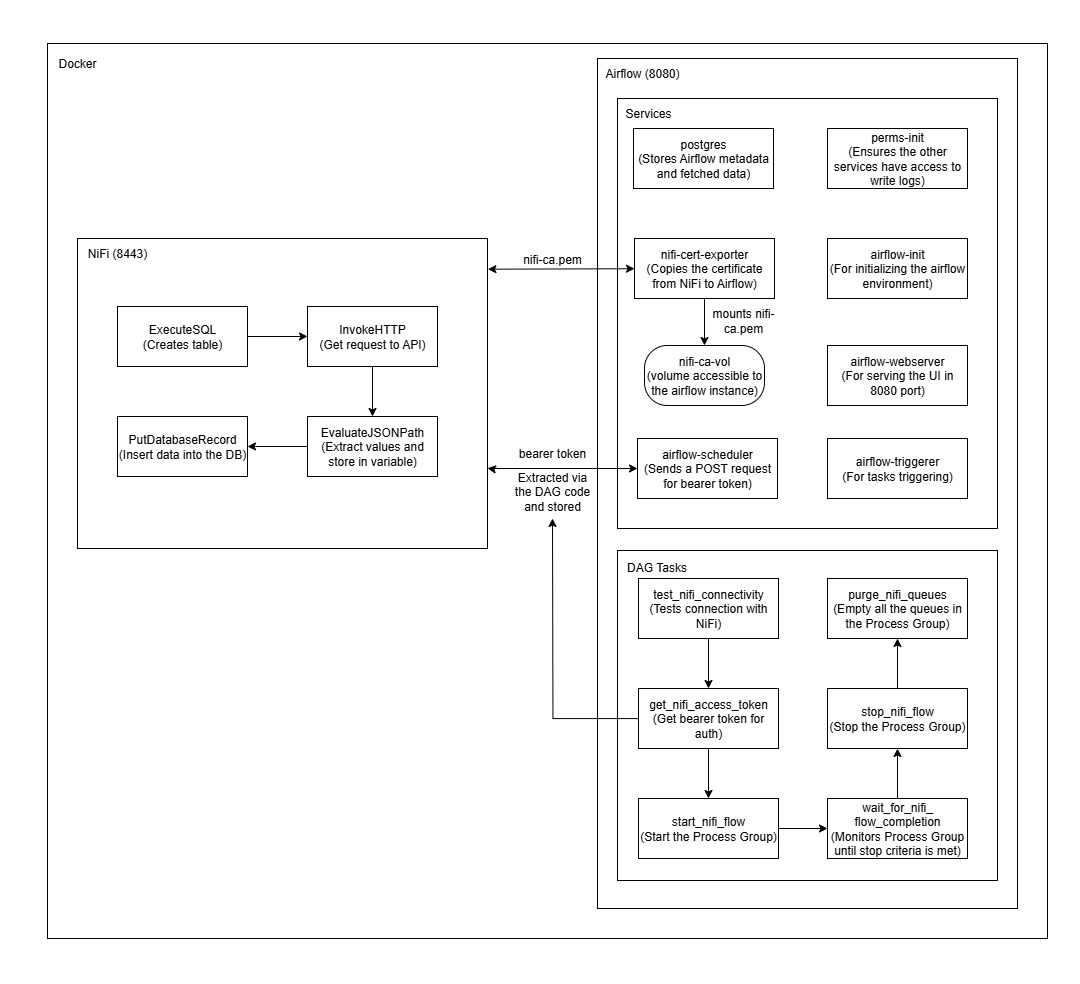 Docker
Airflow (8080)
Services
postgres
(Stores Airflow metadata
and fetched data)
perms-init
(Ensures the other
services have access to
write logs)
NiFi (8443)
nifi-ca.pem
nifi-cert-exporter
(Copies the certificate
from NiFi to Airflow)
airflow-init
(For initializing the airflow
environment)
mounts nifi-
ca.pem
ExecuteSQL
(Creates table)
InvokeHTTP
(Get request to API)
nifi-ca-vol
(volume accessible to
the airflow instance)
airflow-webserver
(For serving the UI in
8080 port)
PutDatabaseRecord
(Insert data into the DB)
EvaluateJSONPath
(Extract values and
store in variable)
bearer token
Extracted via
the DAG code
and stored
airflow-scheduler
(Sends a POST request
for bearer token)
airflow-triggerer
(For tasks triggering)
DAG Tasks
test_nifi_connectivity
(Tests connection with
NiFi)
purge_nifi_queues
(Empty all the queues in
the Process Group)
get_nifi_access_token
(Get bearer token for
auth)
stop_nifi_flow
(Stop the Process Group)
start_nifi_flow
(Start the Process Group)
wait_for_nifi_
flow_completion
(Monitors Process Group
until stop criteria is met)